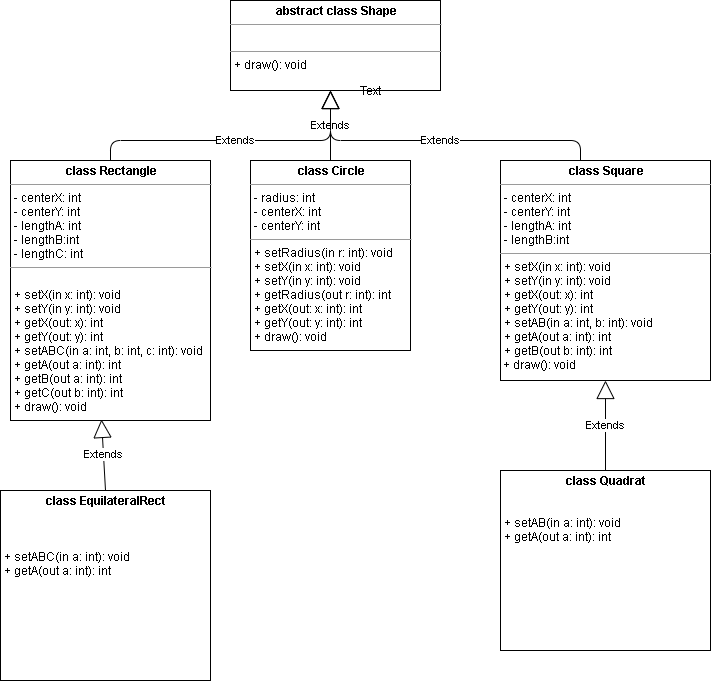 abstract class Shape
+ draw(): void
Text
Extends
Extends
Extends
class Rectangle
- centerX: int
- centerY: int
- lengthA: int
- lengthB:int
- lengthC: int
+ setX(in x: int): void
+ setY(in y: int): void
+ getX(out: x): int
+ getY(out: y): int
+ setABC(in a: int, b: int, c: int): void
+ getA(out a: int): int
+ getB(out a: int): int
+ getC(out b: int): int
+ draw(): void
class Circle
- radius: int
- centerX: int
- centerY: int
+ setRadius(in r: int): void
+ setX(in x: int): void
+ setY(in y: int): void
+ getRadius(out r: int): int
+ getX(out: x: int): int
+ getY(out: y: int): int
+ draw(): void
class Square
- centerX: int
- centerY: int
- lengthA: int
- lengthB:int
+ setX(in x: int): void
+ setY(in y: int): void
+ getX(out: x): int
+ getY(out: y): int
+ setAB(in a: int, b: int): void
+ getA(out a: int): int
+ getB(out b: int): int
+ draw(): void
Extends
class EquilateralRect
+ setABC(in a: int): void
+ getA(out a: int): int
Extends
class Quadrat
+ setAB(in a: int): void
+ getA(out a: int): int